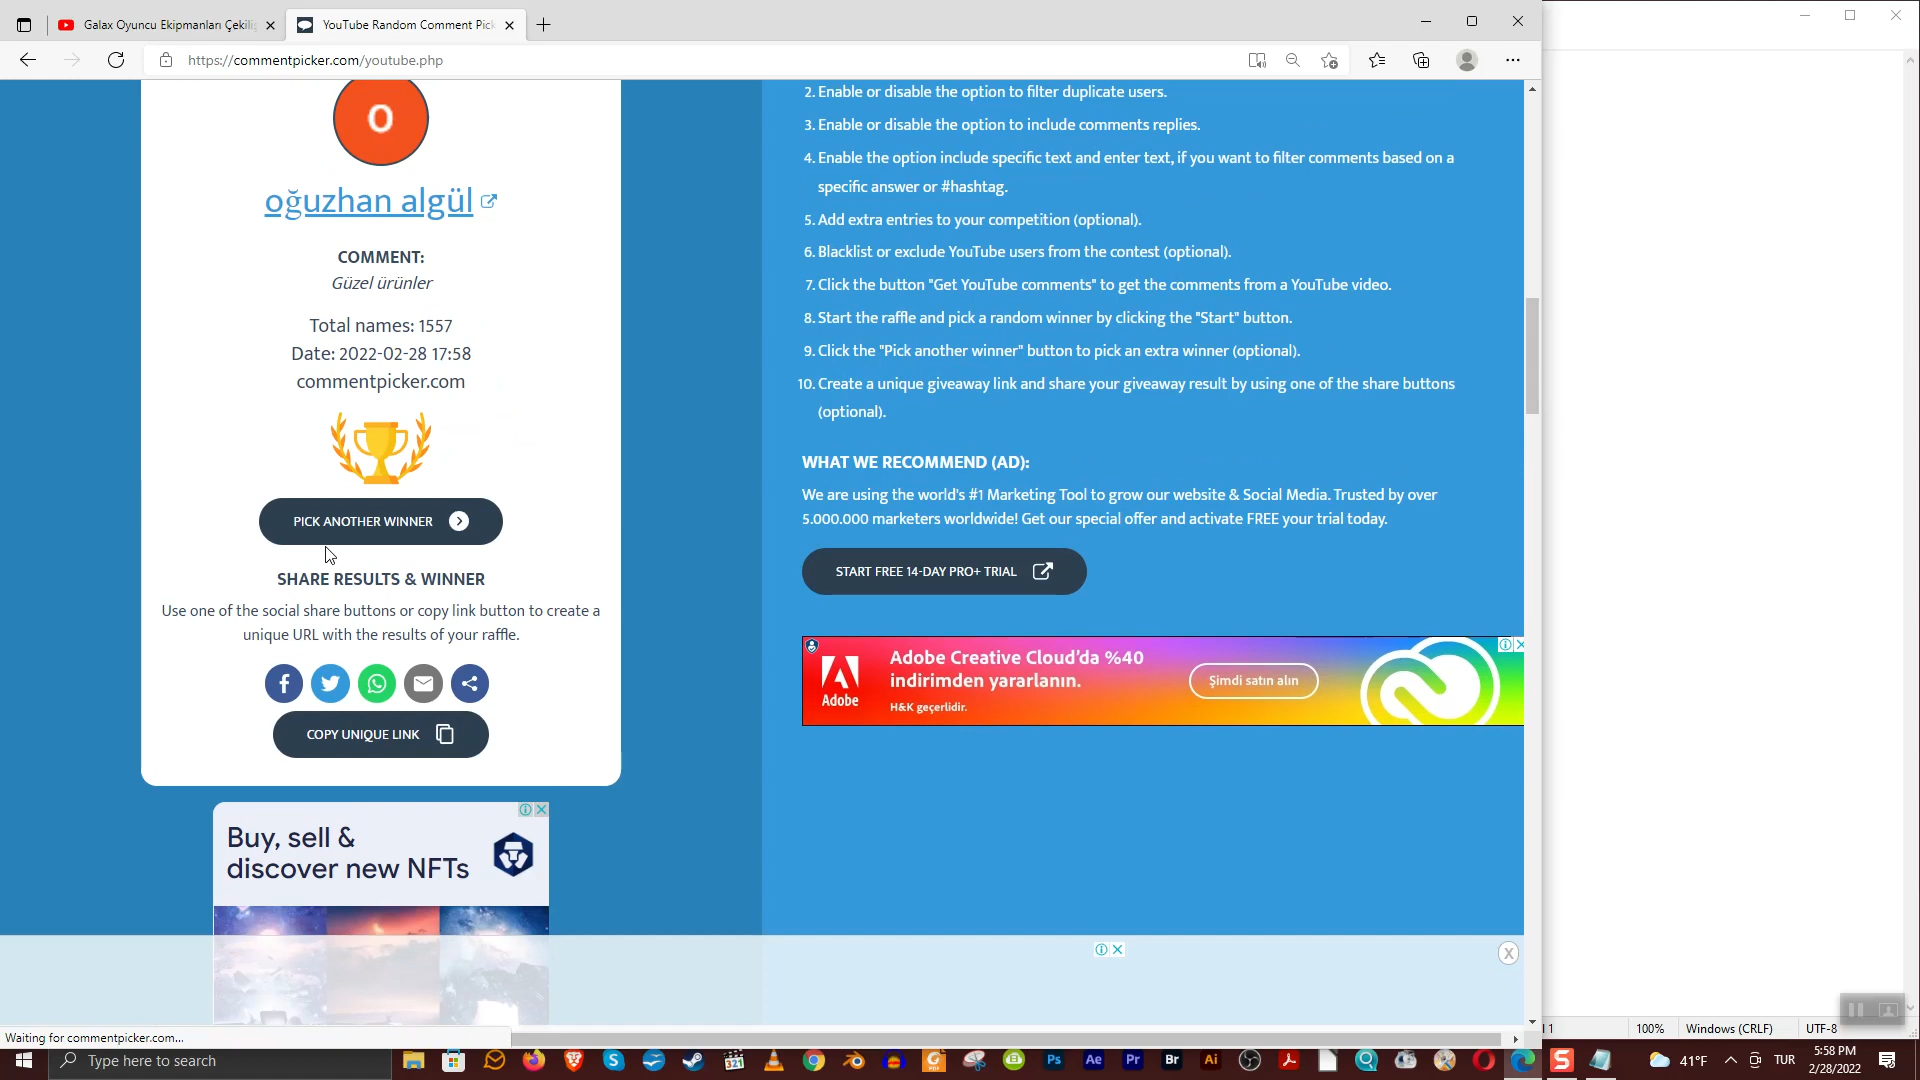 Galax Oyuncu Ekipmanları Çekili
YouTube Random Comment Pick
https://commentpicker.com/youtube.php
O
oğuzhan algül
COMMENT:
Güzel ürünler
Total names: 1557
Date: 2022-02-28 17:58
commentpicker.com
PICK ANOTHER WINNER
SHARE RESULTS & WINNER
Use one of the social share buttons or copy link button to create a
unique URL with the results of your raffle.
COPY UNIQUE LINK
Buy, sell &
discover new NFTs
2. Enable or disable the option to filter duplicate users.
3. Enable or disable the option to include comments replies.
4. Enable the option include specific text and enter text, if you want to filter comments based on a
specific answer or #hashtag.
5. Add extra entries to your competition (optional).
6. Blacklist or exclude YouTube users from the contest (optional).
7. Click the button "Get YouTube comments" to get the comments from a YouTube video.
8. Start the raffle and pick a random winner by clicking the "Start" button.
9. Click the "Pick another winner" button to pick an extra winner (optional).
10. Create a unique giveaway link and share your giveaway result by using one of the share buttons
(optional).
WHAT WE RECOMMEND (AD):
We are using the world's #1 Marketing Tool to grow our website & Social Media. Trusted by over
5.000.000 marketers worldwide! Get our special offer and activate FREE your trial today.
START FREE 14-DAY PRO+ TRIAL
Adobe
Adobe Creative Cloud'da %40
indirimden yararlanın.
H&K geçerlidir.
Şimdi satın alın
X
Waiting for commentpicker.com...
l 1
100%
Windows (CRLF)
UTF-8
Type here to search
321
Ps
Ae
Pr
Br
Ai
41°F
TUR
5:58 PM
2/28/2022